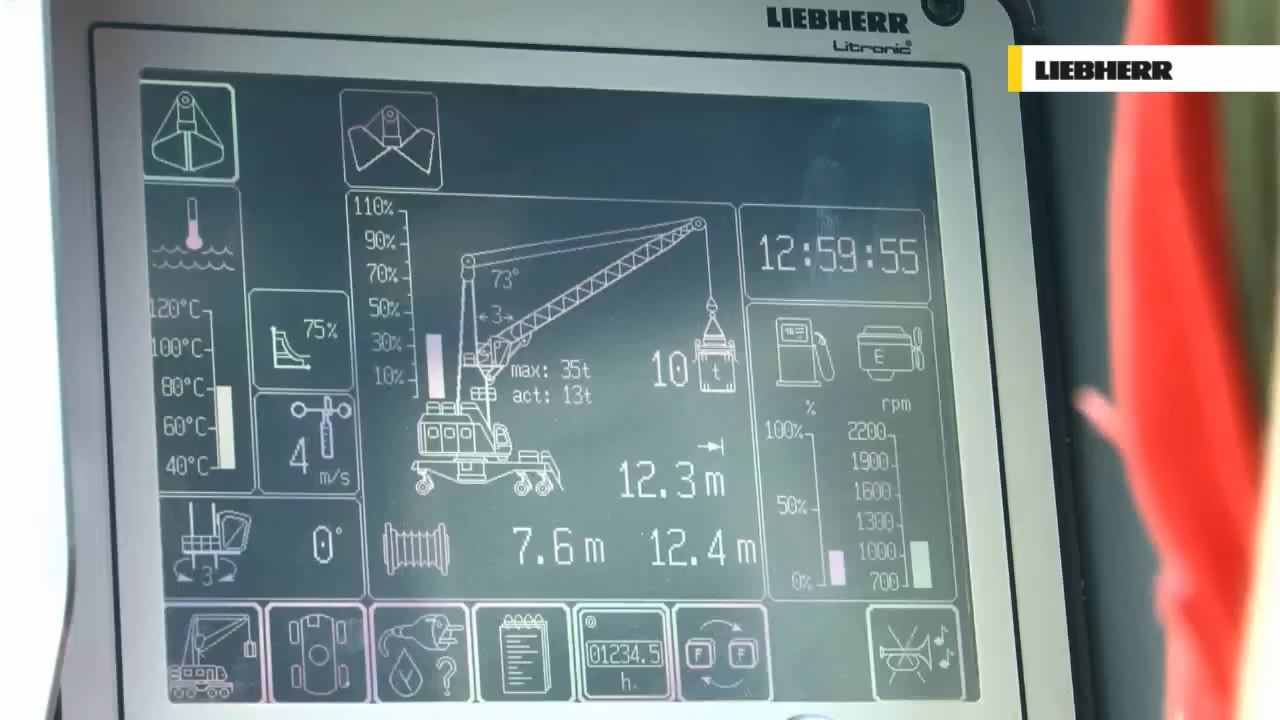 LIEBHERR
Litronic®
LIEBHERR
110%
90%
70%
50%
30%
10%
73°
3
max: 35t
act: 13t
10 t
12.3 m
7.6 m 12.4 m
12:59:55
E
% rpm
100%
50%
0%
2200
1900
1600
1300
1000
700
120°C
100°C
80°C
60°C
40°C
75%
4
m/s
3
0°
?
0
01234.5
h
F F